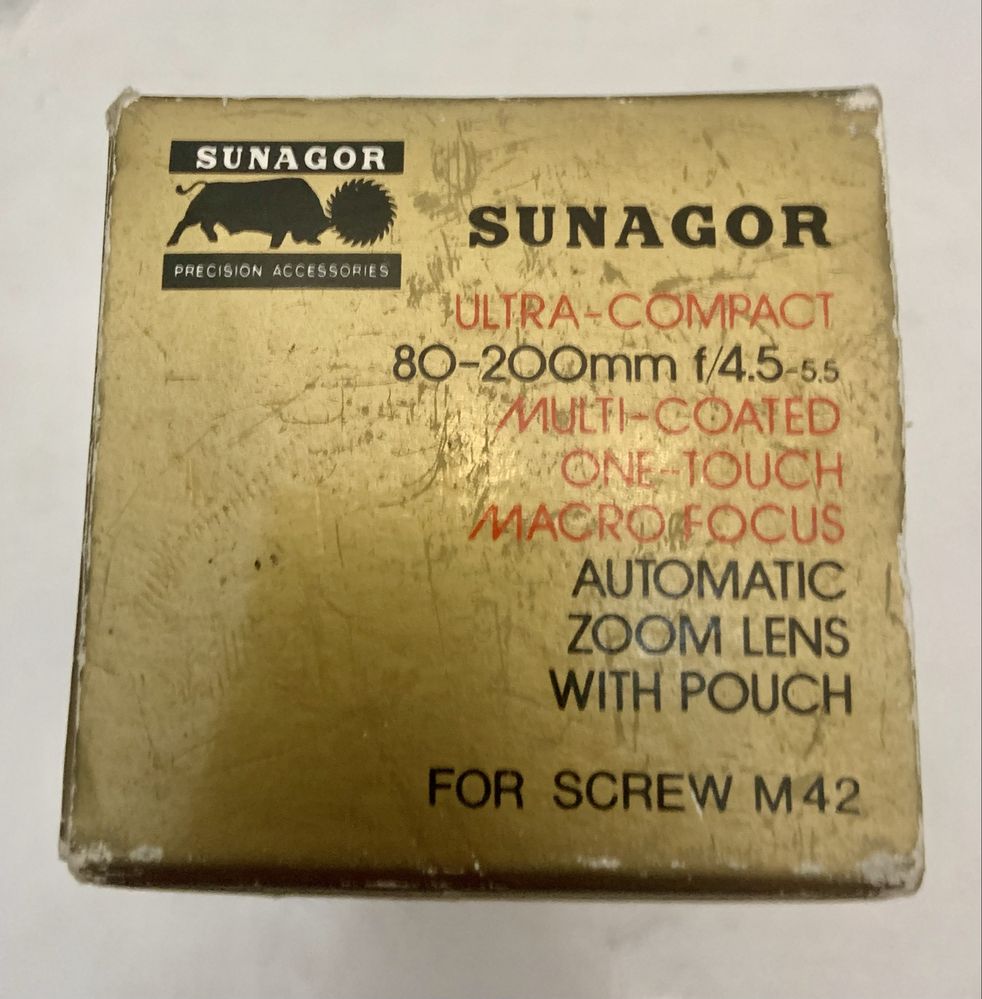 SUNAGOR
PRECISION ACCESSORIES
SUNAGOR
ULTRA-COMPACT
80-200mm f/4.5-5.5
MULTI-COATED
ONE-TOUCH
MACRO FOCUS
AUTOMATIC
ZOOM LENS
WITH POUCH
FOR SCREW M42